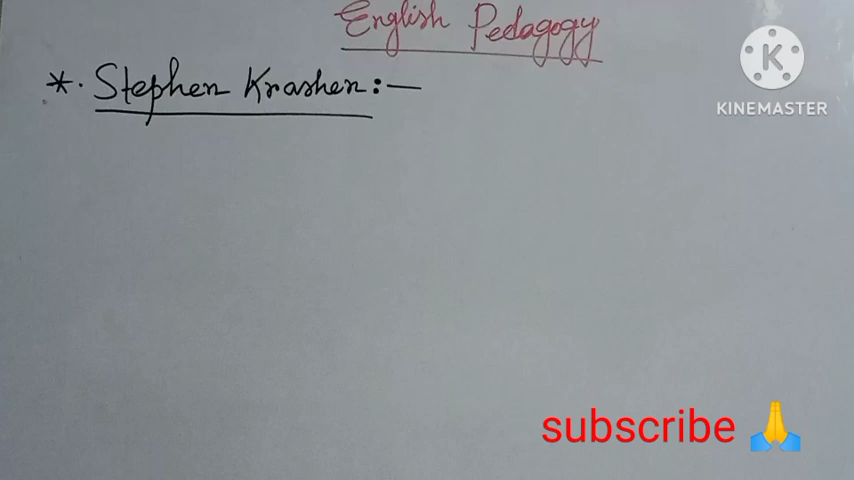 English Pedagogy
*. Stephen Krashen:—
K
KINEMASTER
subscribe 🙏